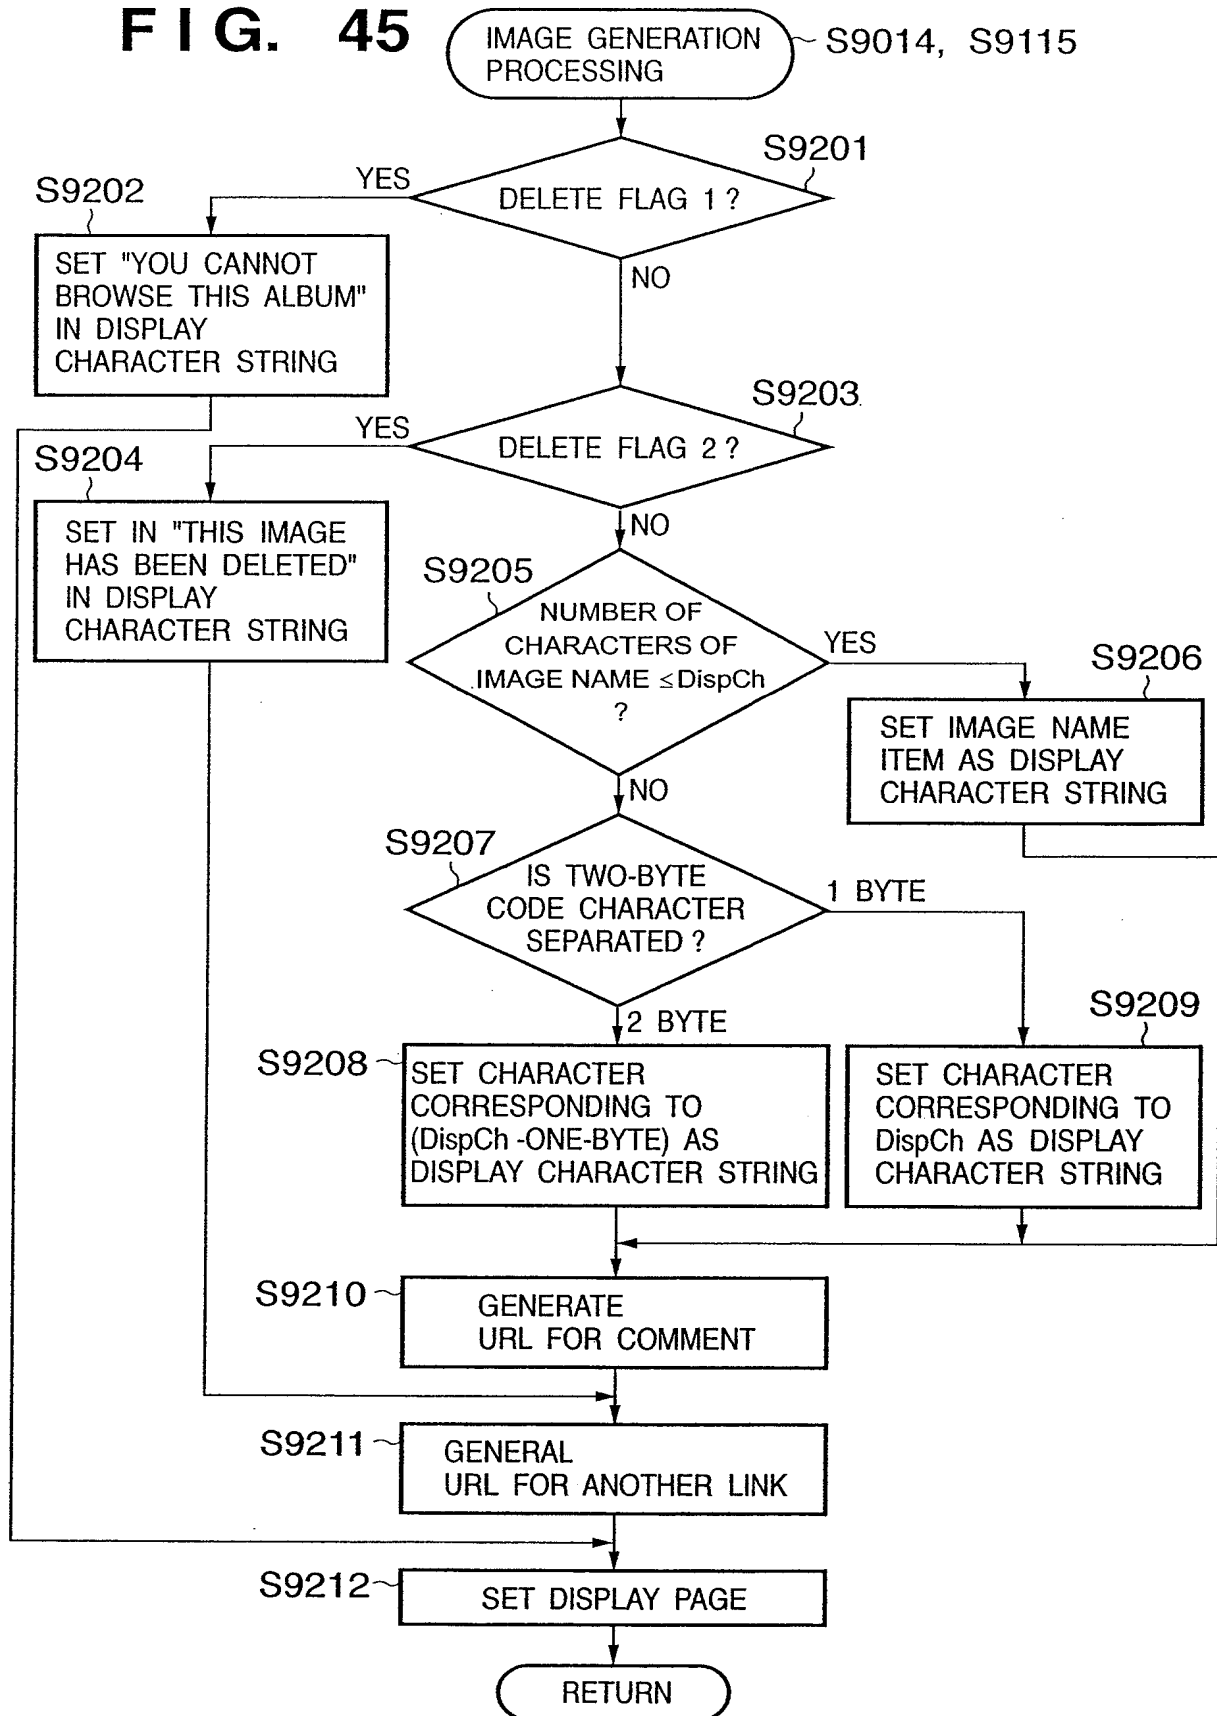 FIG. 45
IMAGE GENERATION
PROCESSING
S9014, S9115
S9201
DELETE FLAG 1 ?
YES
NO
S9202
SET "YOU CANNOT
BROWSE THIS ALBUM"
IN DISPLAY
CHARACTER STRING
S9203
DELETE FLAG 2 ?
YES
NO
S9204
SET IN "THIS IMAGE
HAS BEEN DELETED"
IN DISPLAY
CHARACTER STRING
S9205
NUMBER OF
CHARACTERS OF
IMAGE NAME ≤DispCh
?
YES
NO
S9206
SET IMAGE NAME
ITEM AS DISPLAY
CHARACTER STRING
S9207
IS TWO-BYTE
CODE CHARACTER
SEPARATED ?
1 BYTE
2 BYTE
S9208
SET CHARACTER
CORRESPONDING TO
(DispCh -ONE-BYTE) AS
DISPLAY CHARACTER STRING
S9209
SET CHARACTER
CORRESPONDING TO
DispCh AS DISPLAY
CHARACTER STRING
S9210
GENERATE
URL FOR COMMENT
S9211
GENERAL
URL FOR ANOTHER LINK
S9212
SET DISPLAY PAGE
RETURN